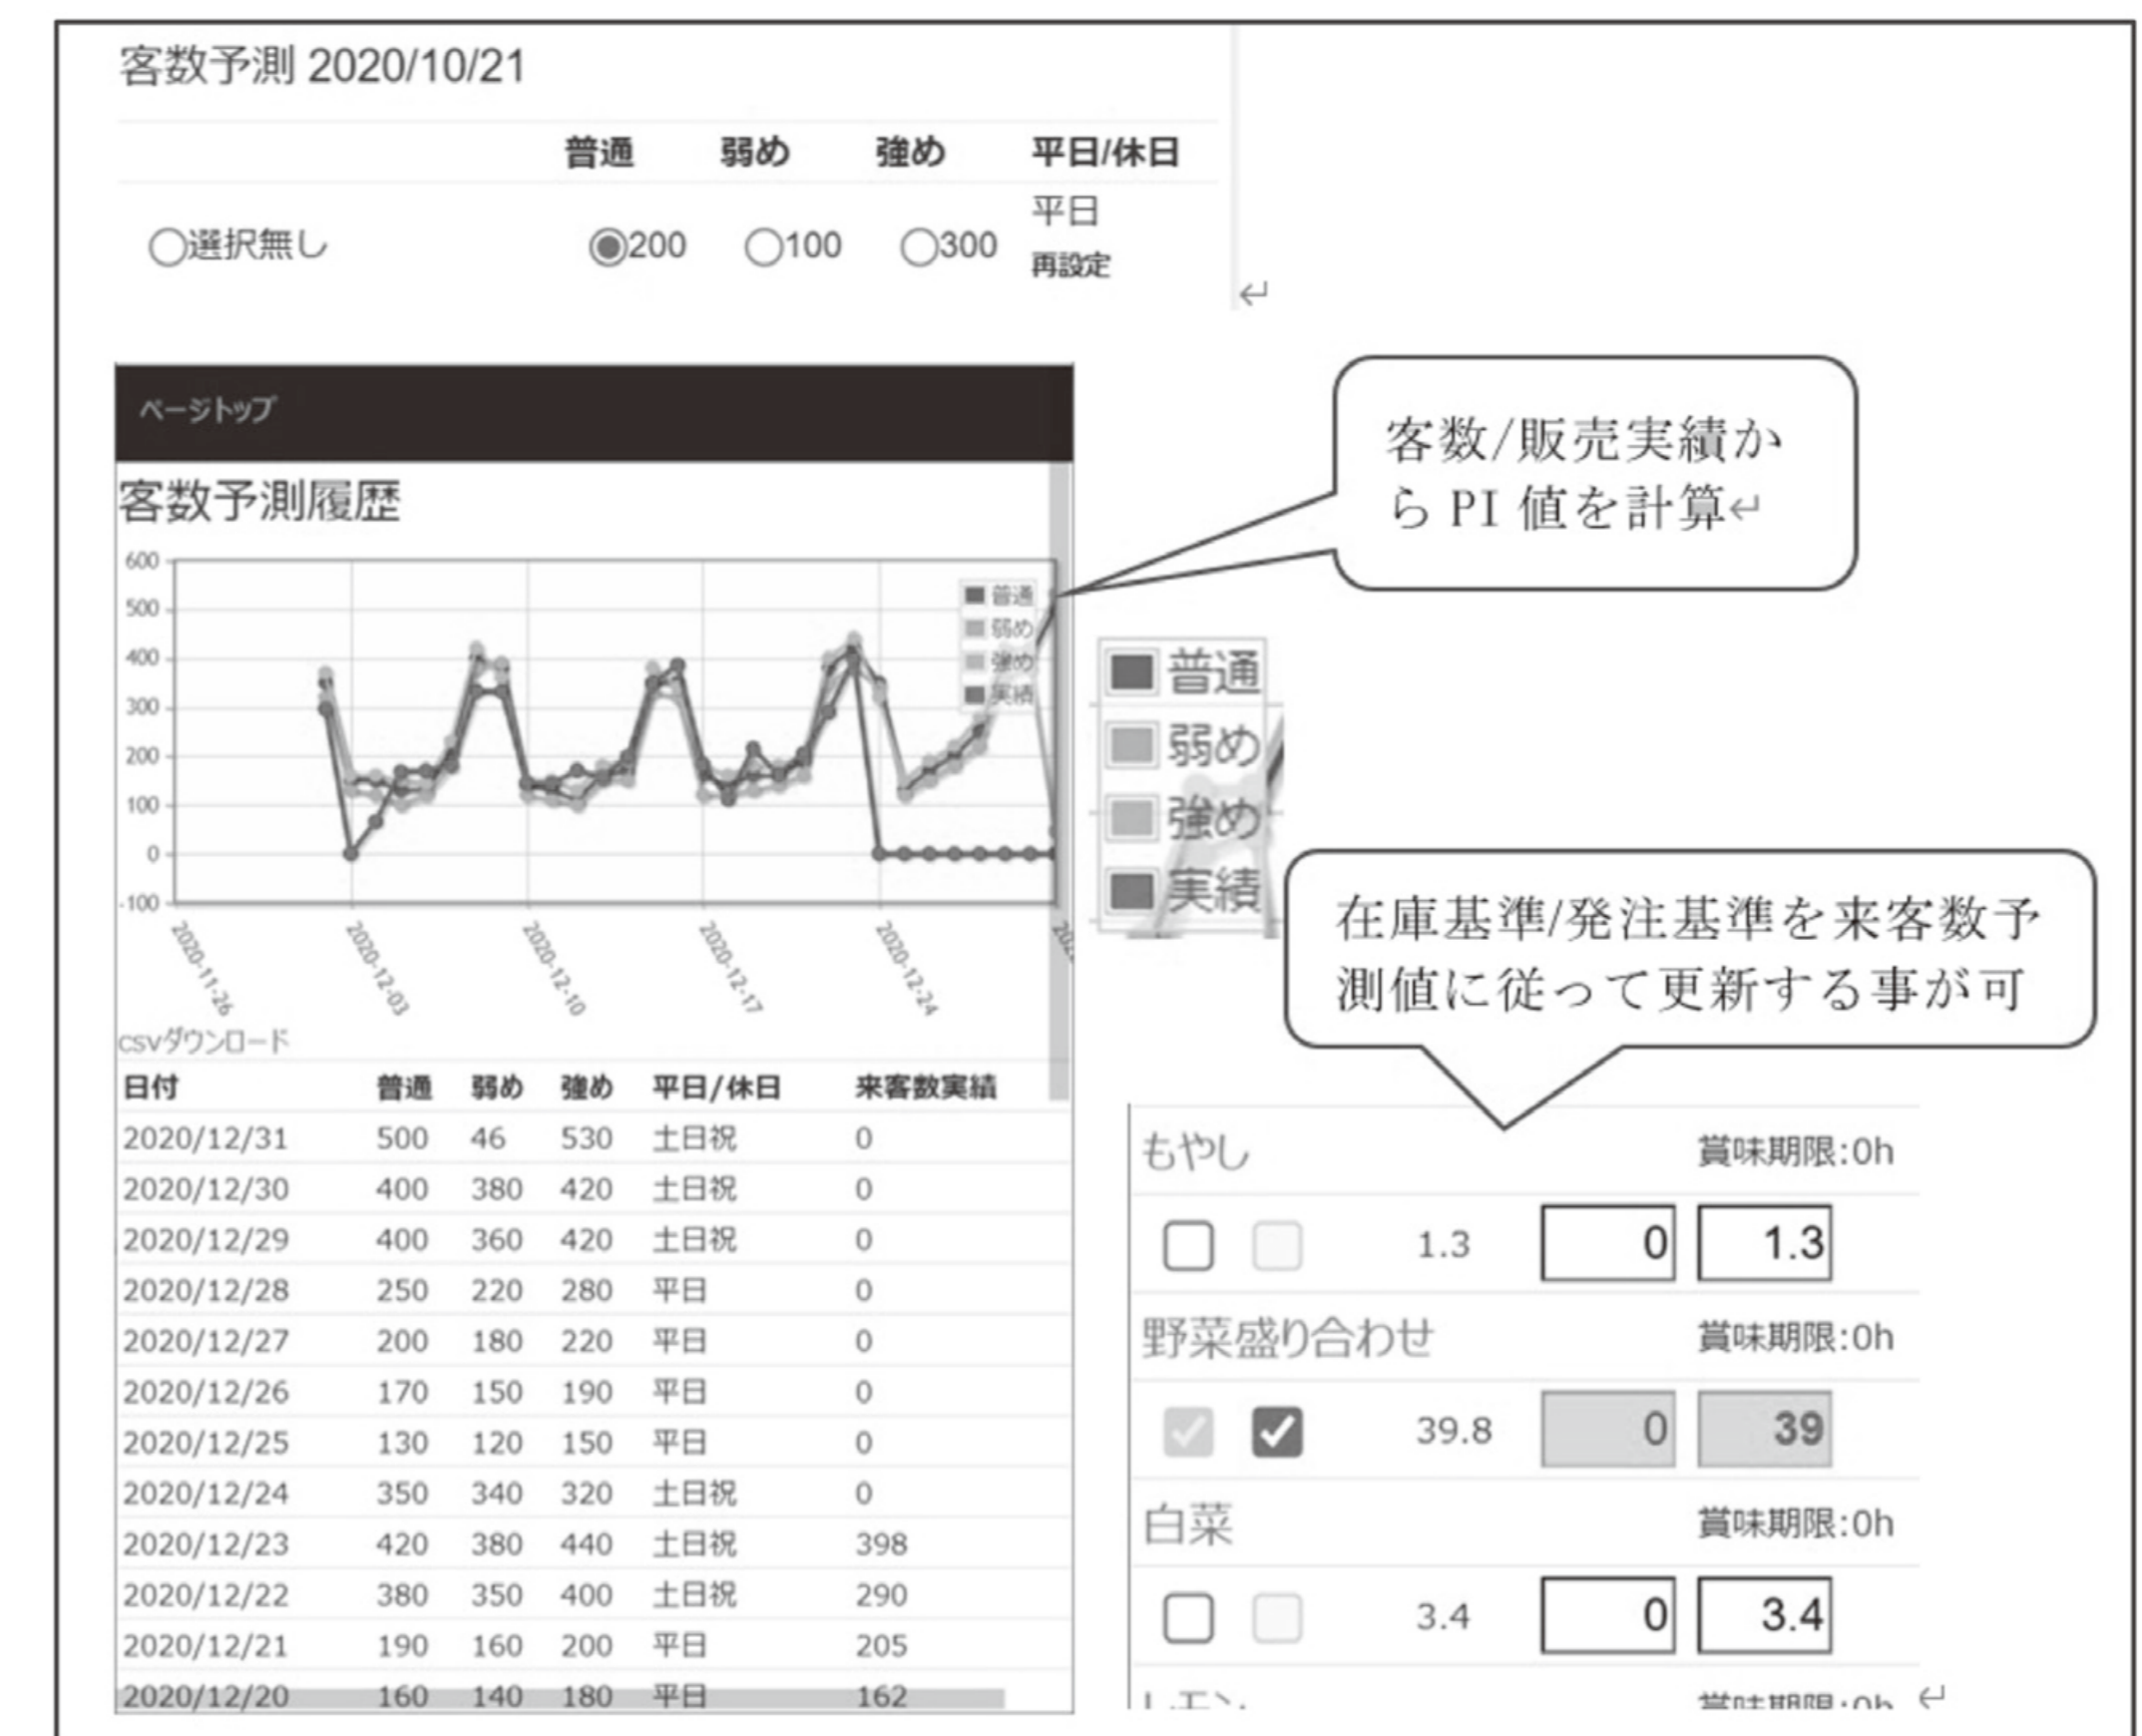 客数予測 2020/10/21
普通 弱め 強め 平日/休日
選択無し 200 100 300 平日
再設定
ページトップ
客数予測履歴
客数/販売実績か
ら PI 値を計算↵
600
500
400
300
200
100
0
-100
普通
弱め
強め
実績
2020-11-26
2020-12-03
2020-12-10
2020-12-17
2020-12-24
普通
弱め
強め
実績
在庫基準/発注基準を来客数予
測値に従って更新する事が可
csvダウンロード
日付 普通 弱め 強め 平日/休日 来客数実績
2020/12/31 500 46 530 土日祝 0
2020/12/30 400 380 420 土日祝 0
2020/12/29 400 360 420 土日祝 0
2020/12/28 250 220 280 平日 0
2020/12/27 200 180 220 平日 0
2020/12/26 170 150 190 平日 0
2020/12/25 130 120 150 平日 0
2020/12/24 350 340 320 土日祝 0
2020/12/23 420 380 440 土日祝 398
2020/12/22 380 350 400 土日祝 290
2020/12/21 190 160 200 平日 205
2020/12/20 160 140 180 平日 162
もやし 賞味期限:0h
1.3 0 1.3
野菜盛り合わせ 賞味期限:0h
39.8 0 39
白菜 賞味期限:0h
3.4 0 3.4
レモン 賞味期限:0h